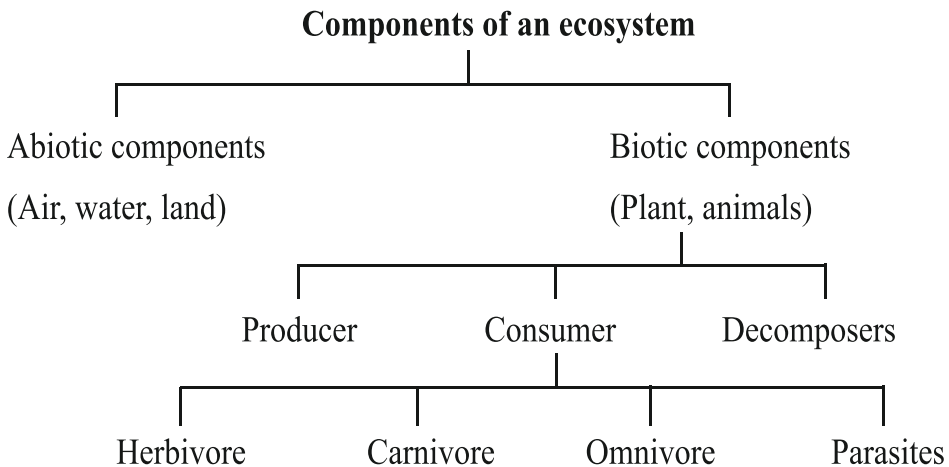 Components of an ecosystem
Abiotic components
(Air, water, land)
Biotic components
(Plant, animals)
Producer
Consumer
Decomposers
Herbivore
Carnivore
Omnivore
Parasites